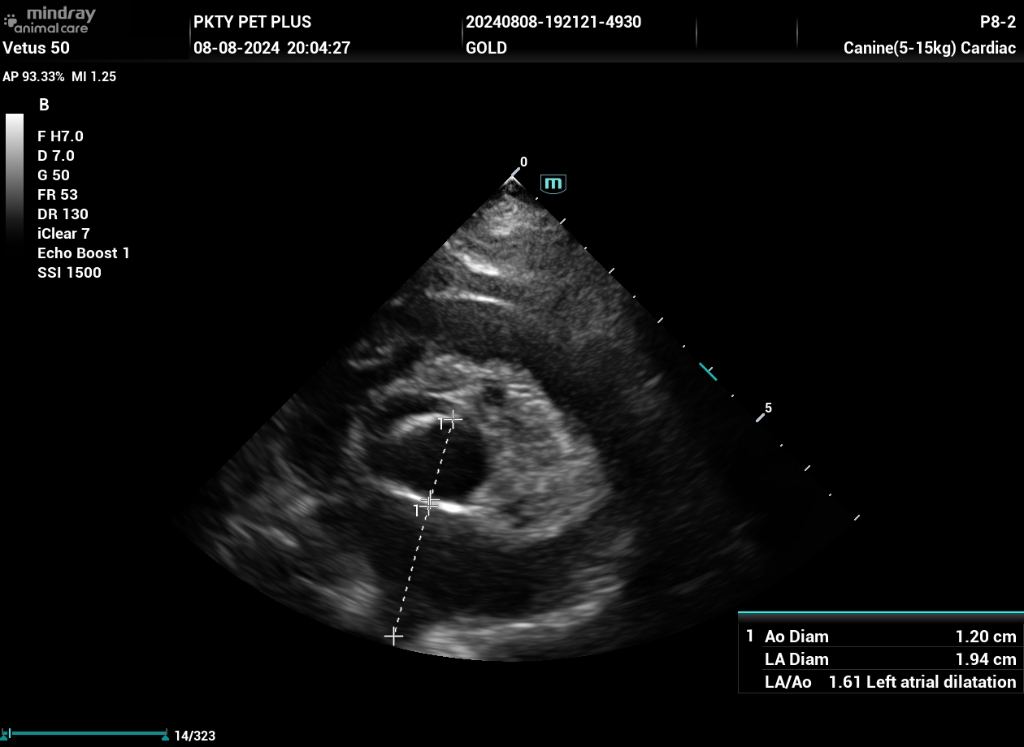 mindray
animalcare
Vetus 50
PKTY PET PLUS
08-08-2024 20:04:27
20240808-192121-4930
GOLD
P8-2
Canine(5-15kg) Cardiac
AP 93.33% MI 1.25
B
F H7.0
D 7.0
G 50
FR 53
DR 130
iClear 7
Echo Boost 1
SSI 1500
0
m
5
1
1
1 Ao Diam 1.20 cm
LA Diam 1.94 cm
LA/Ao 1.61 Left atrial dilatation
14/323